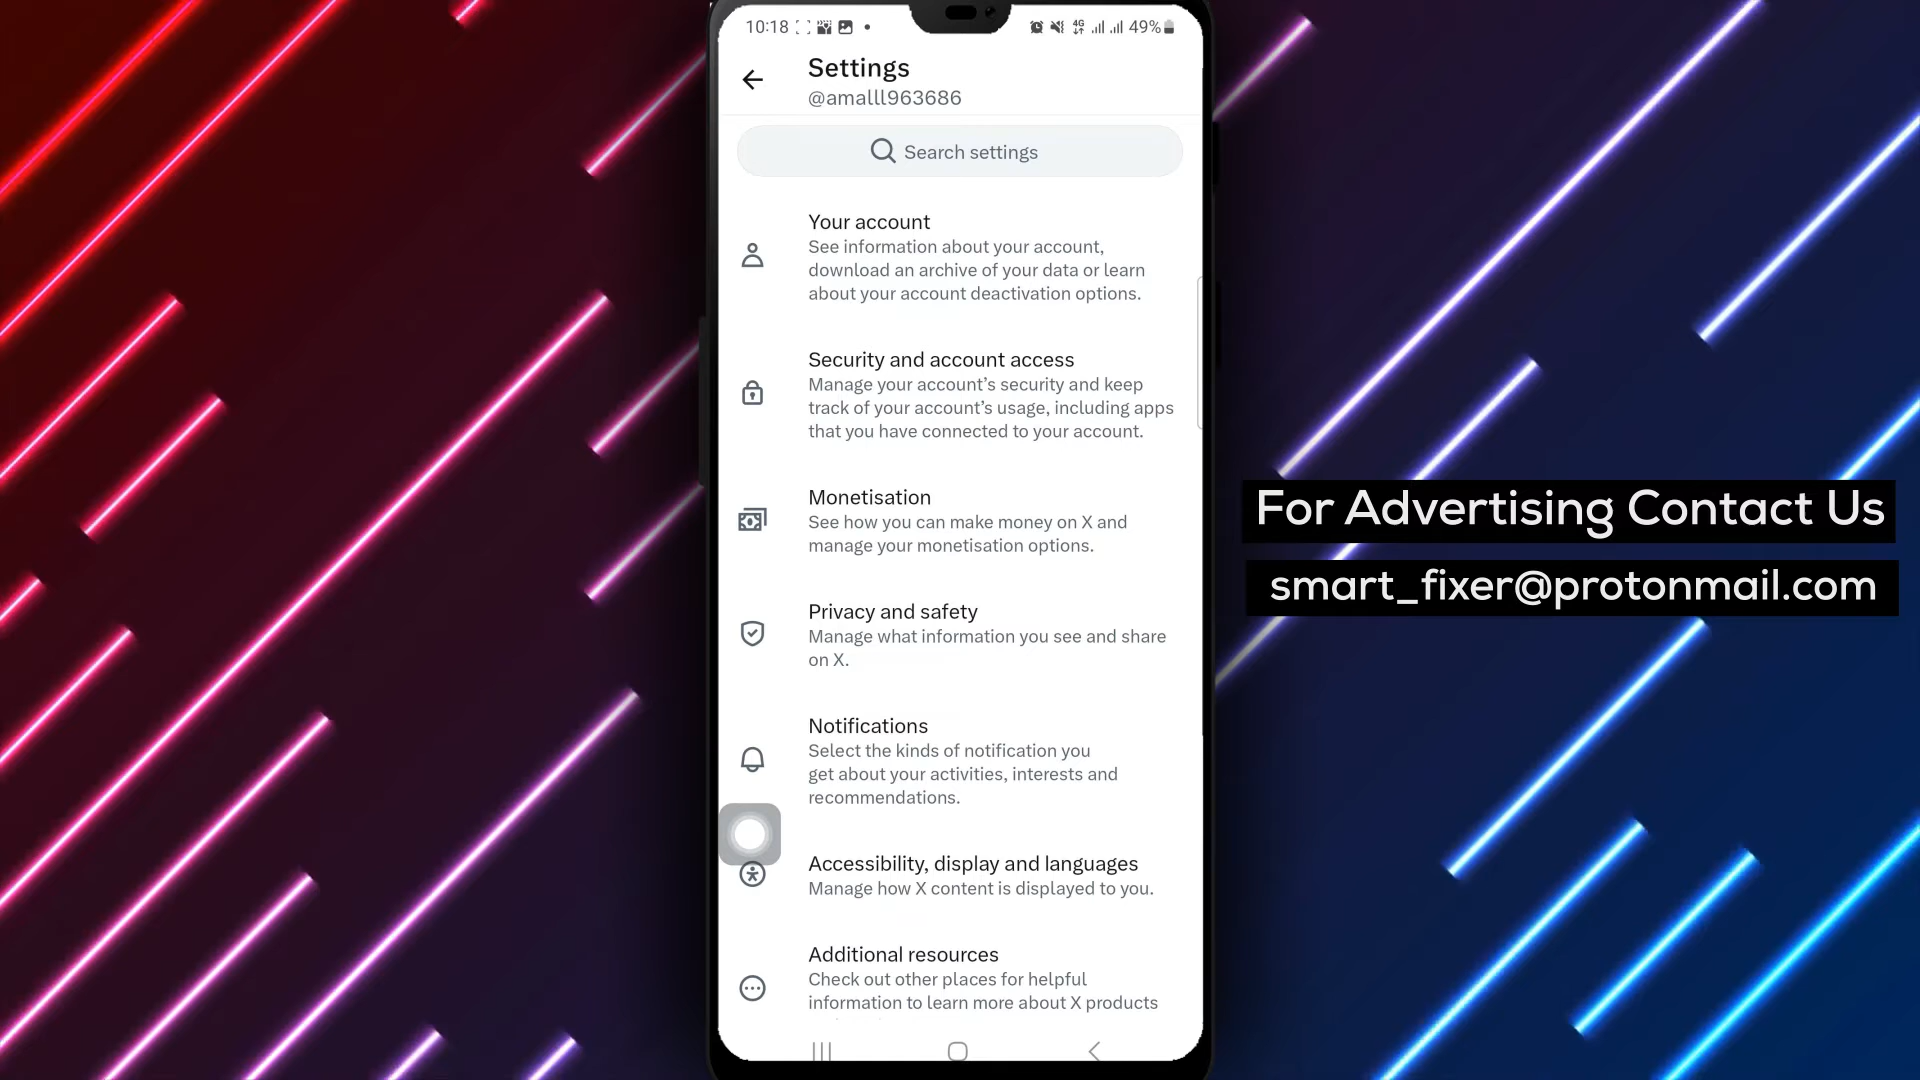 10:18
4G
49%
Settings
@amalll963686
Search settings
Your account
See information about your account,
download an archive of your data or learn
about your account deactivation options.
Security and account access
Manage your account’s security and keep
track of your account’s usage, including apps
that you have connected to your account.
Monetisation
See how you can make money on X and
manage your monetisation options.
Privacy and safety
Manage what information you see and share
on X.
Notifications
Select the kinds of notification you
get about your activities, interests and
recommendations.
Accessibility, display and languages
Manage how X content is displayed to you.
Additional resources
Check out other places for helpful
information to learn more about X products
For Advertising Contact Us
smart_fixer@protonmail.com